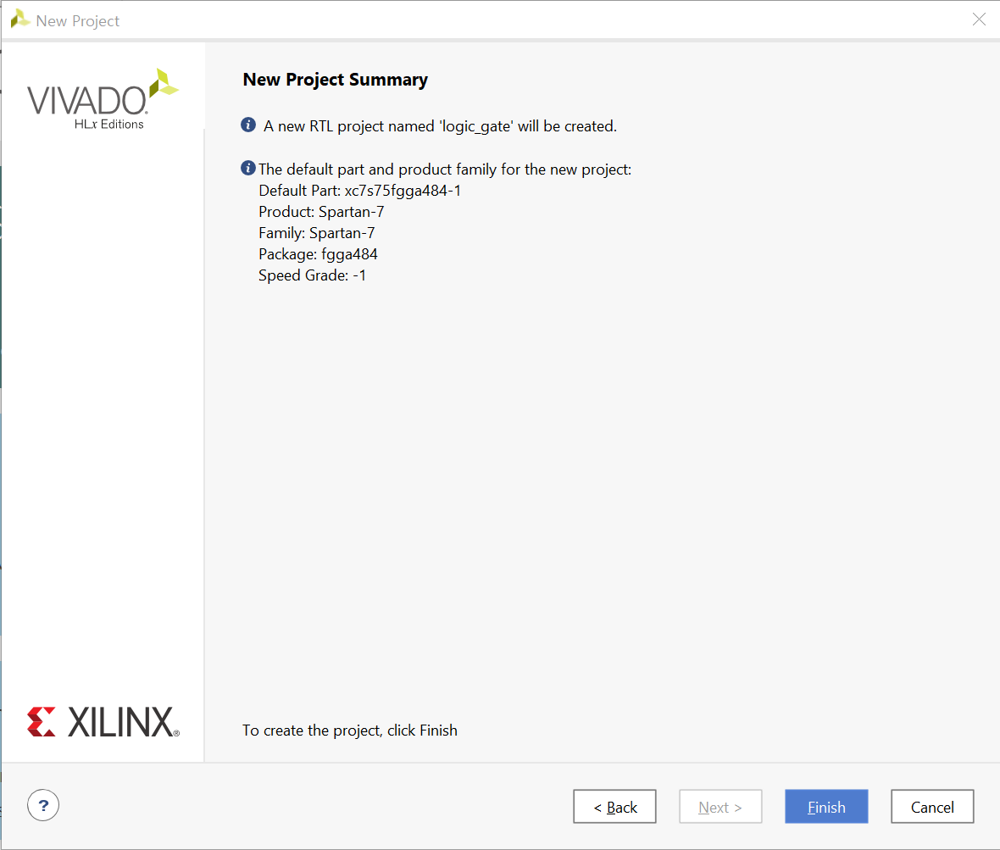 New Project
VIVADO.
HLx Editions
New Project Summary
A new RTL project named 'logic_gate' will be created.
The default part and product family for the new project:
Default Part: xc7s75fgga484-1
Product: Spartan-7
Family: Spartan-7
Package: fgga484
Speed Grade: -1
XILINX®
To create the project, click Finish
?
< Back
Next >
Finish
Cancel